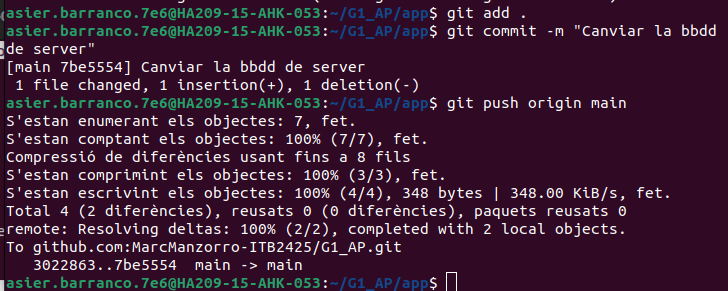 asier.barranco.7e6@HA209-15-AHK-053:~/G1_AP/app$ git add .
asier.barranco.7e6@HA209-15-AHK-053:~/G1_AP/app$ git commit -m "Canviar la bbdd
de server"
[main 7be5554] Canviar la bbdd de server
 1 file changed, 1 insertion(+), 1 deletion(-)
asier.barranco.7e6@HA209-15-AHK-053:~/G1_AP/app$ git push origin main
S'estan enumerant els objectes: 7, fet.
S'estan comptant els objectes: 100% (7/7), fet.
Compressió de diferències usant fins a 8 fils
S'estan comprimint els objectes: 100% (3/3), fet.
S'estan escrivint els objectes: 100% (4/4), 348 bytes | 348.00 KiB/s, fet.
Total 4 (2 diferències), reusats 0 (0 diferències), paquets reusats 0
remote: Resolving deltas: 100% (2/2), completed with 2 local objects.
To github.com:MarcManzorro-ITB2425/G1_AP.git
   3022863..7be5554  main -> main
asier.barranco.7e6@HA209-15-AHK-053:~/G1_AP/app$